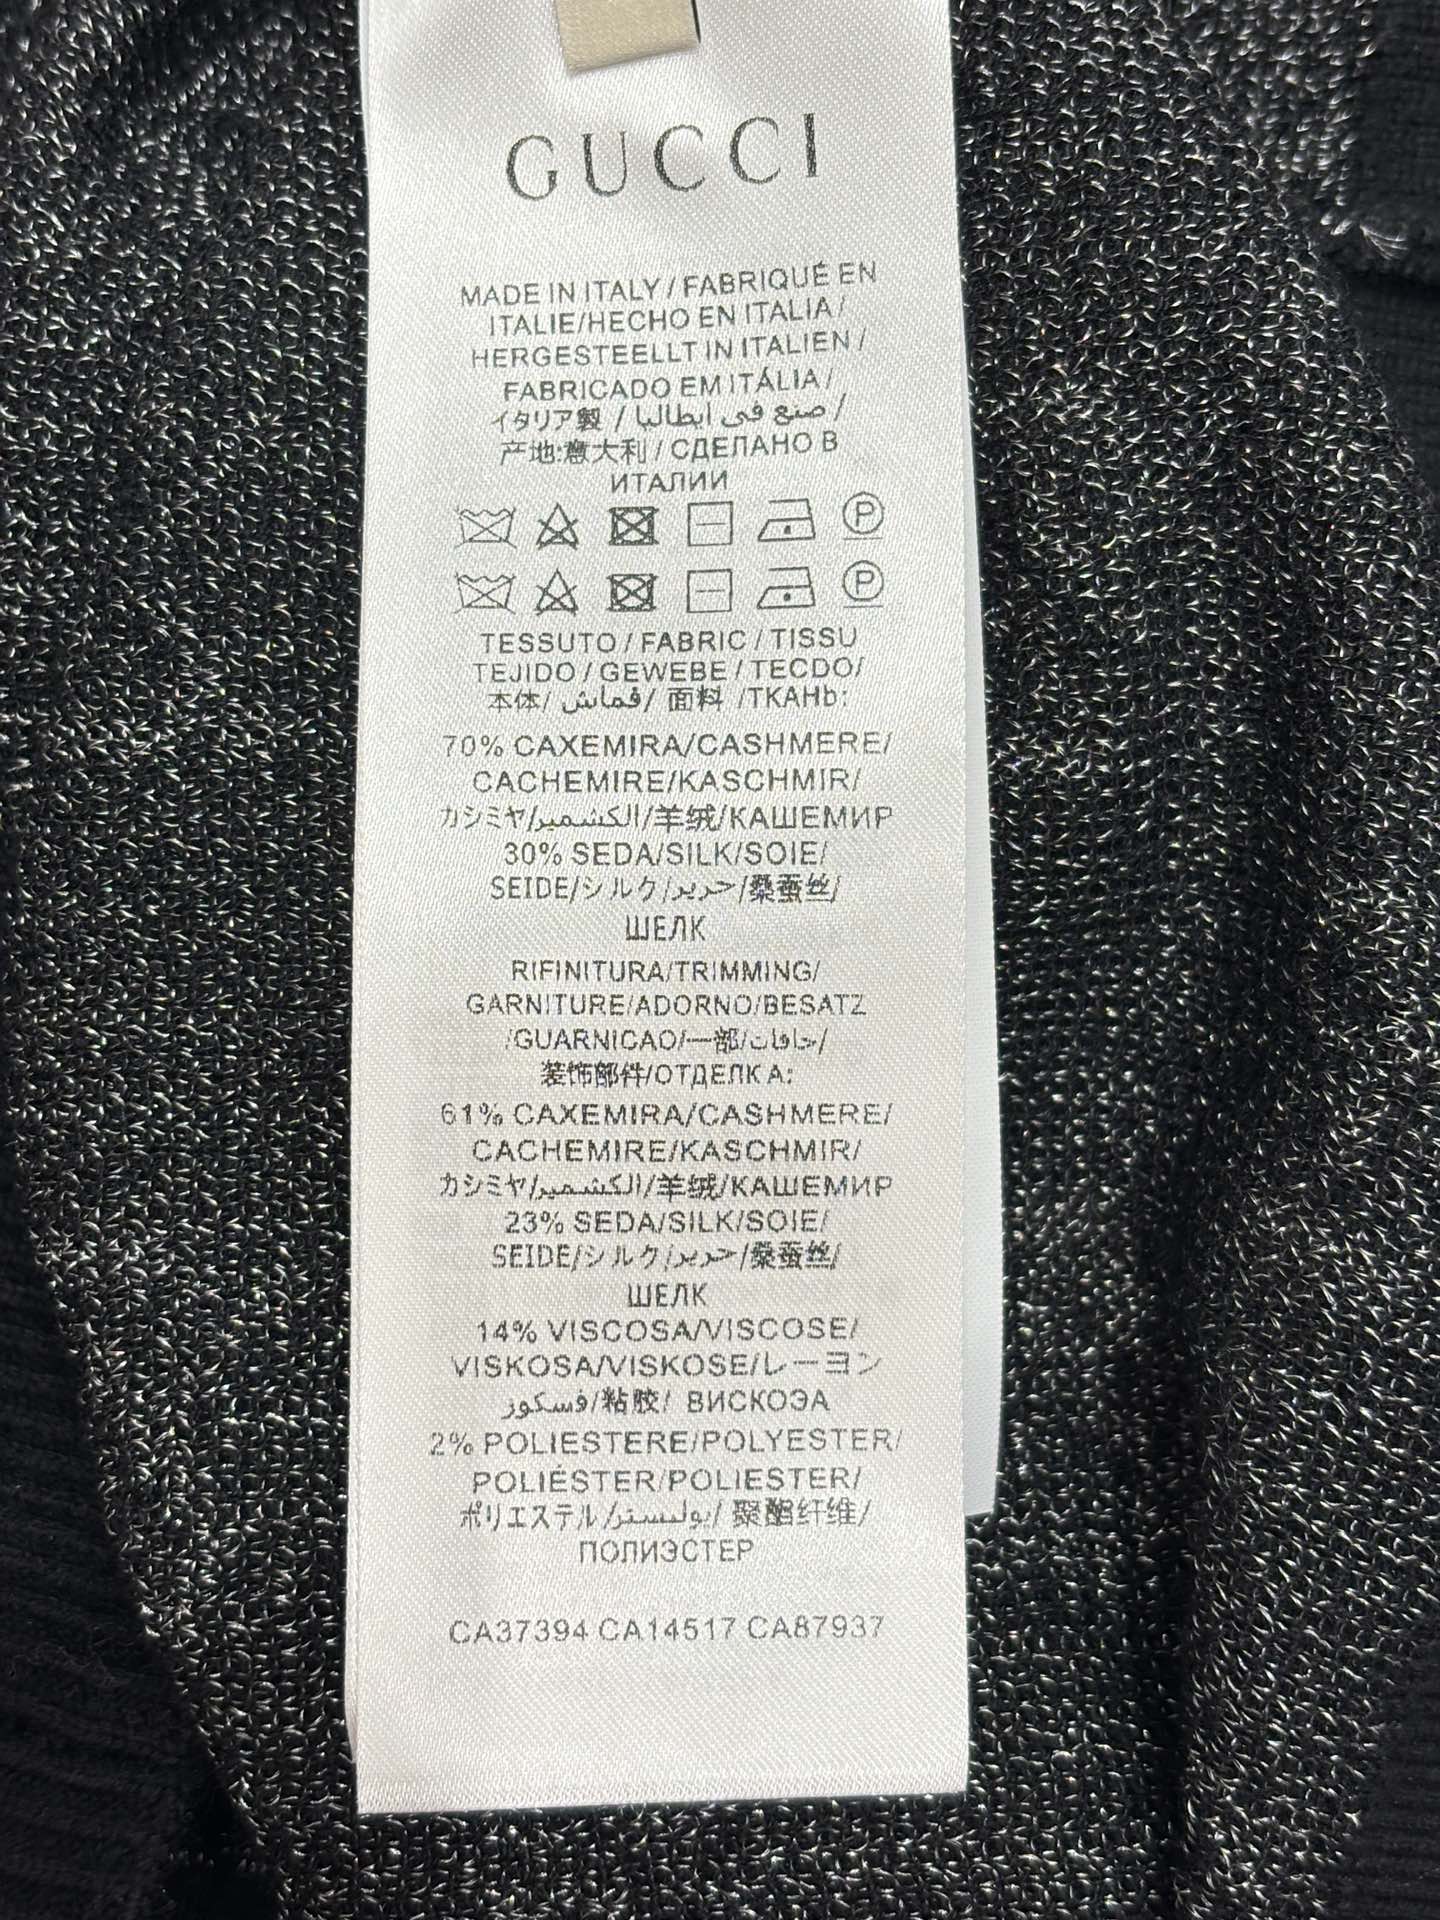 GUCCI
MADE IN ITALY / FABRIQUÉ EN
ITALIE/HECHO EN ITALIA /
HERGESTEELLT IN ITALIEN /
FABRICADO EM ITÁLIA /
イタリア製 / صنع في ايطاليا /
产地:意大利 / СДЕЛАНО В
ИТАЛИИ
P
P
TESSUTO / FABRIC / TISSU
TEJIDO / GEWEBE / TECDO/
本体/ قماش/ 面料 /ТКАНЬ:
70% CAXEMIRA/CASHMERE/
CACHEMIRE/KASCHMIR/
カシミヤ/الكشمير/羊绒/КАШЕМИР
30% SEDA/SILK/SOIE/
SEIDE/シルク/حرير/桑蚕丝/
ШЕЛК
RIFINITURA/TRIMMING/
GARNITURE/ADORNO/BESATZ
/GUARNICAO/一部/حافات/
装饰部件/ОТДЕЛКА:
61% CAXEMIRA/CASHMERE/
CACHEMIRE/KASCHMIR/
カシミヤ/الكشمير/羊绒/КАШЕМИР
23% SEDA/SILK/SOIE/
SEIDE/シルク/حرير/桑蚕丝/
ШЕЛК
14% VISCOSA/VISCOSE/
VISKOSA/VISKOSE/レーヨン
فسكوز/粘胶/ ВИСКОЭА
2% POLIESTERE/POLYESTER/
POLIÉSTER/POLIESTER/
ポリエステル/بوليستر/ 聚酯纤维/
ПОЛИЭСТЕР
CA37394 CA14517 CA87937